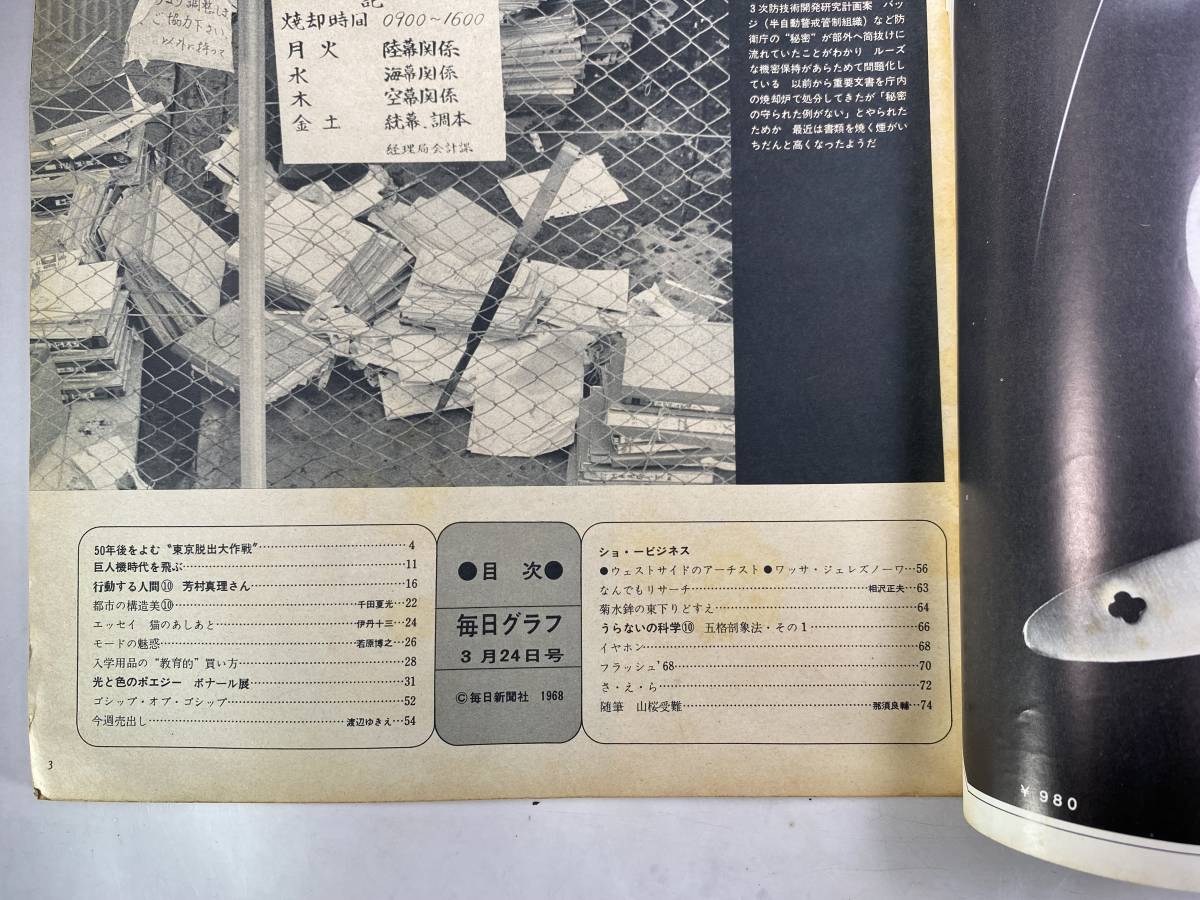 ご協力下さい
以外に持って
記
焼却時間 0900~1600
月 火 陸幕関係
水 海幕関係
木 空幕関係
金 土 統幕、調本
経理局会計課
3次防技術開発研究計画案 バッ
ジ(半自動警戒管制組織)など防
衛庁の“秘密”が部外へ筒抜けに
流れていたことがわかり ルーズ
な機密保持があらためて問題化し
ている 以前から重要文書を庁内
の焼却炉で処分してきたが「秘密
の守られた例がない」とやられた
ためか 最近は書類を焼く煙がい
ちだんと高くなったようだ
50年後をよむ〝東京脱出大作戦〟……4
巨人機時代を飛ぶ……11
行動する人間⑩ 芳村真理さん……16
都市の構造美⑩……千田夏光…22
エッセイ 猫のあしあと……伊丹十三…24
モードの魅惑……若原博之…26
入学用品の“教育的”買い方……28
光と色のポエジー ボナール展……31
ゴシップ・オブ・ゴシップ……52
今週売出し……渡辺ゆきえ…54
●目 次●
毎日グラフ
3月24日号
©毎日新聞社 1968
ショ・ービジネス
●ウェストサイドのアーチスト●ワッサ・ジェレズノーワ…56
なんでもリサーチ……相沢正夫…63
菊水鉾の東下りどすえ……64
うらないの科学⑩ 五格剖象法・その1……66
イヤホン……68
フラッシュ’68……70
さ・え・ら……72
随筆 山桜受難……那須良輔…74
3
¥980